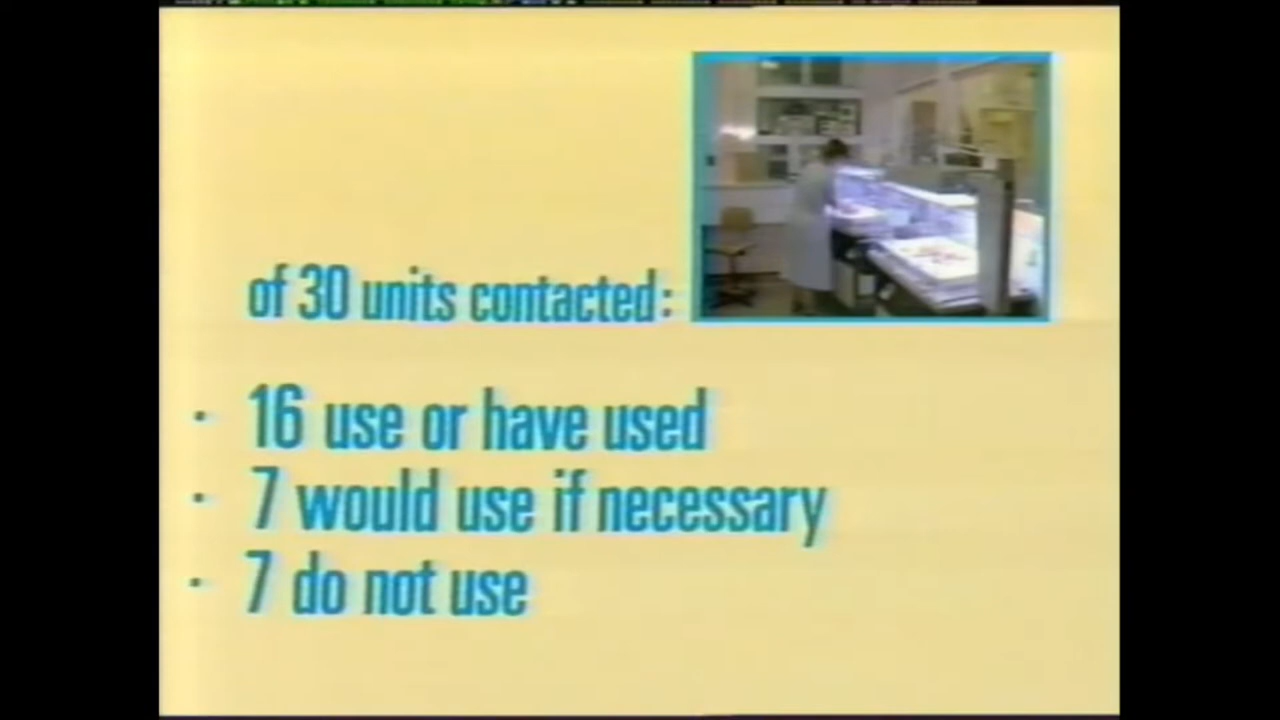 of 30 units contacted:
· 16 use or have used
· 7 would use if necessary
· 7 do not use